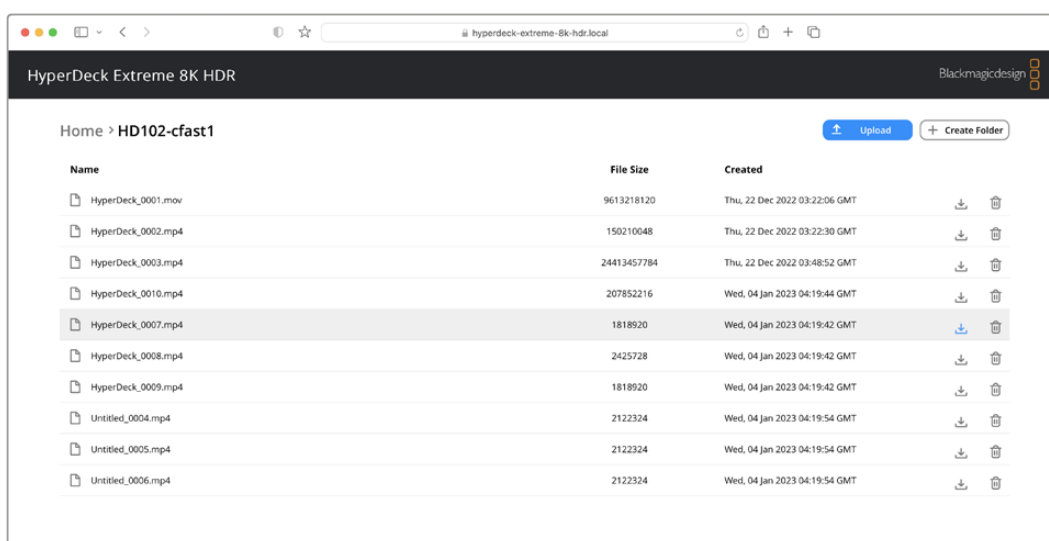 hyperdeck-extreme-8k-hdr.local
HyperDeck Extreme 8K HDR
Blackmagicdesign
Home > HD102-cfast1
Upload
+ Create Folder
Name File Size Created
HyperDeck_0001.mov 9613218120 Thu, 22 Dec 2022 03:22:06 GMT
HyperDeck_0002.mp4 150210048 Thu, 22 Dec 2022 03:22:30 GMT
HyperDeck_0003.mp4 24413457784 Thu, 22 Dec 2022 03:48:52 GMT
HyperDeck_0010.mp4 207852216 Wed, 04 Jan 2023 04:19:44 GMT
HyperDeck_0007.mp4 1818920 Wed, 04 Jan 2023 04:19:42 GMT
HyperDeck_0008.mp4 2425728 Wed, 04 Jan 2023 04:19:42 GMT
HyperDeck_0009.mp4 1818920 Wed, 04 Jan 2023 04:19:42 GMT
Untitled_0004.mp4 2122324 Wed, 04 Jan 2023 04:19:54 GMT
Untitled_0005.mp4 2122324 Wed, 04 Jan 2023 04:19:54 GMT
Untitled_0006.mp4 2122324 Wed, 04 Jan 2023 04:19:54 GMT